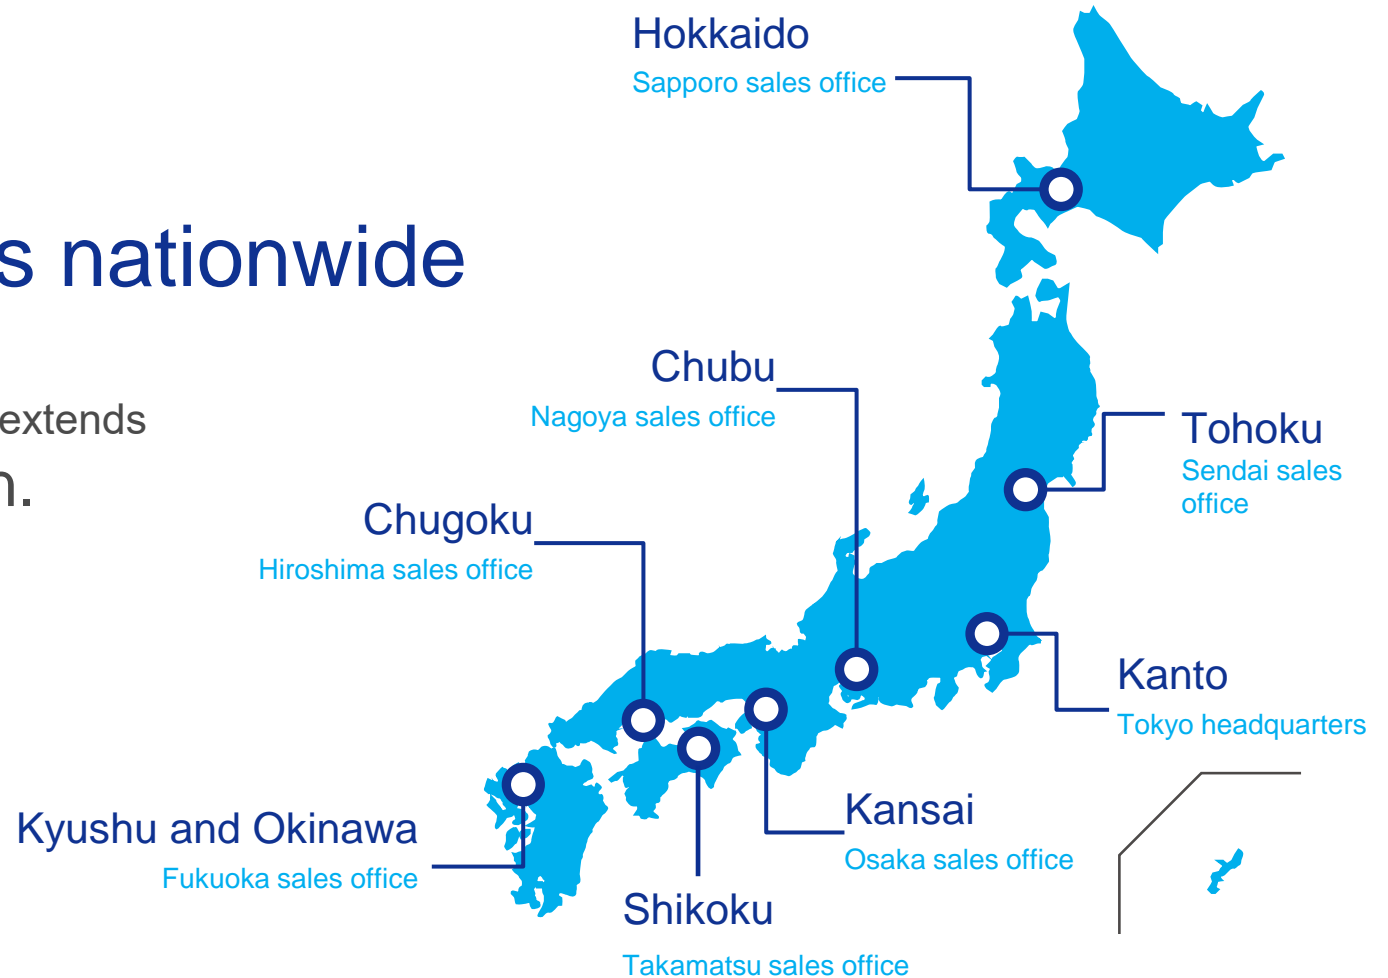 Hokkaido
Sapporo sales office
s nationwide
Chubu
Nagoya sales office
extends
n.
Tohoku
Sendai sales
office
Chugoku
Hiroshima sales office
Kanto
Tokyo headquarters
Kansai
Osaka sales office
Kyushu and Okinawa
Fukuoka sales office
Shikoku
Takamatsu sales office